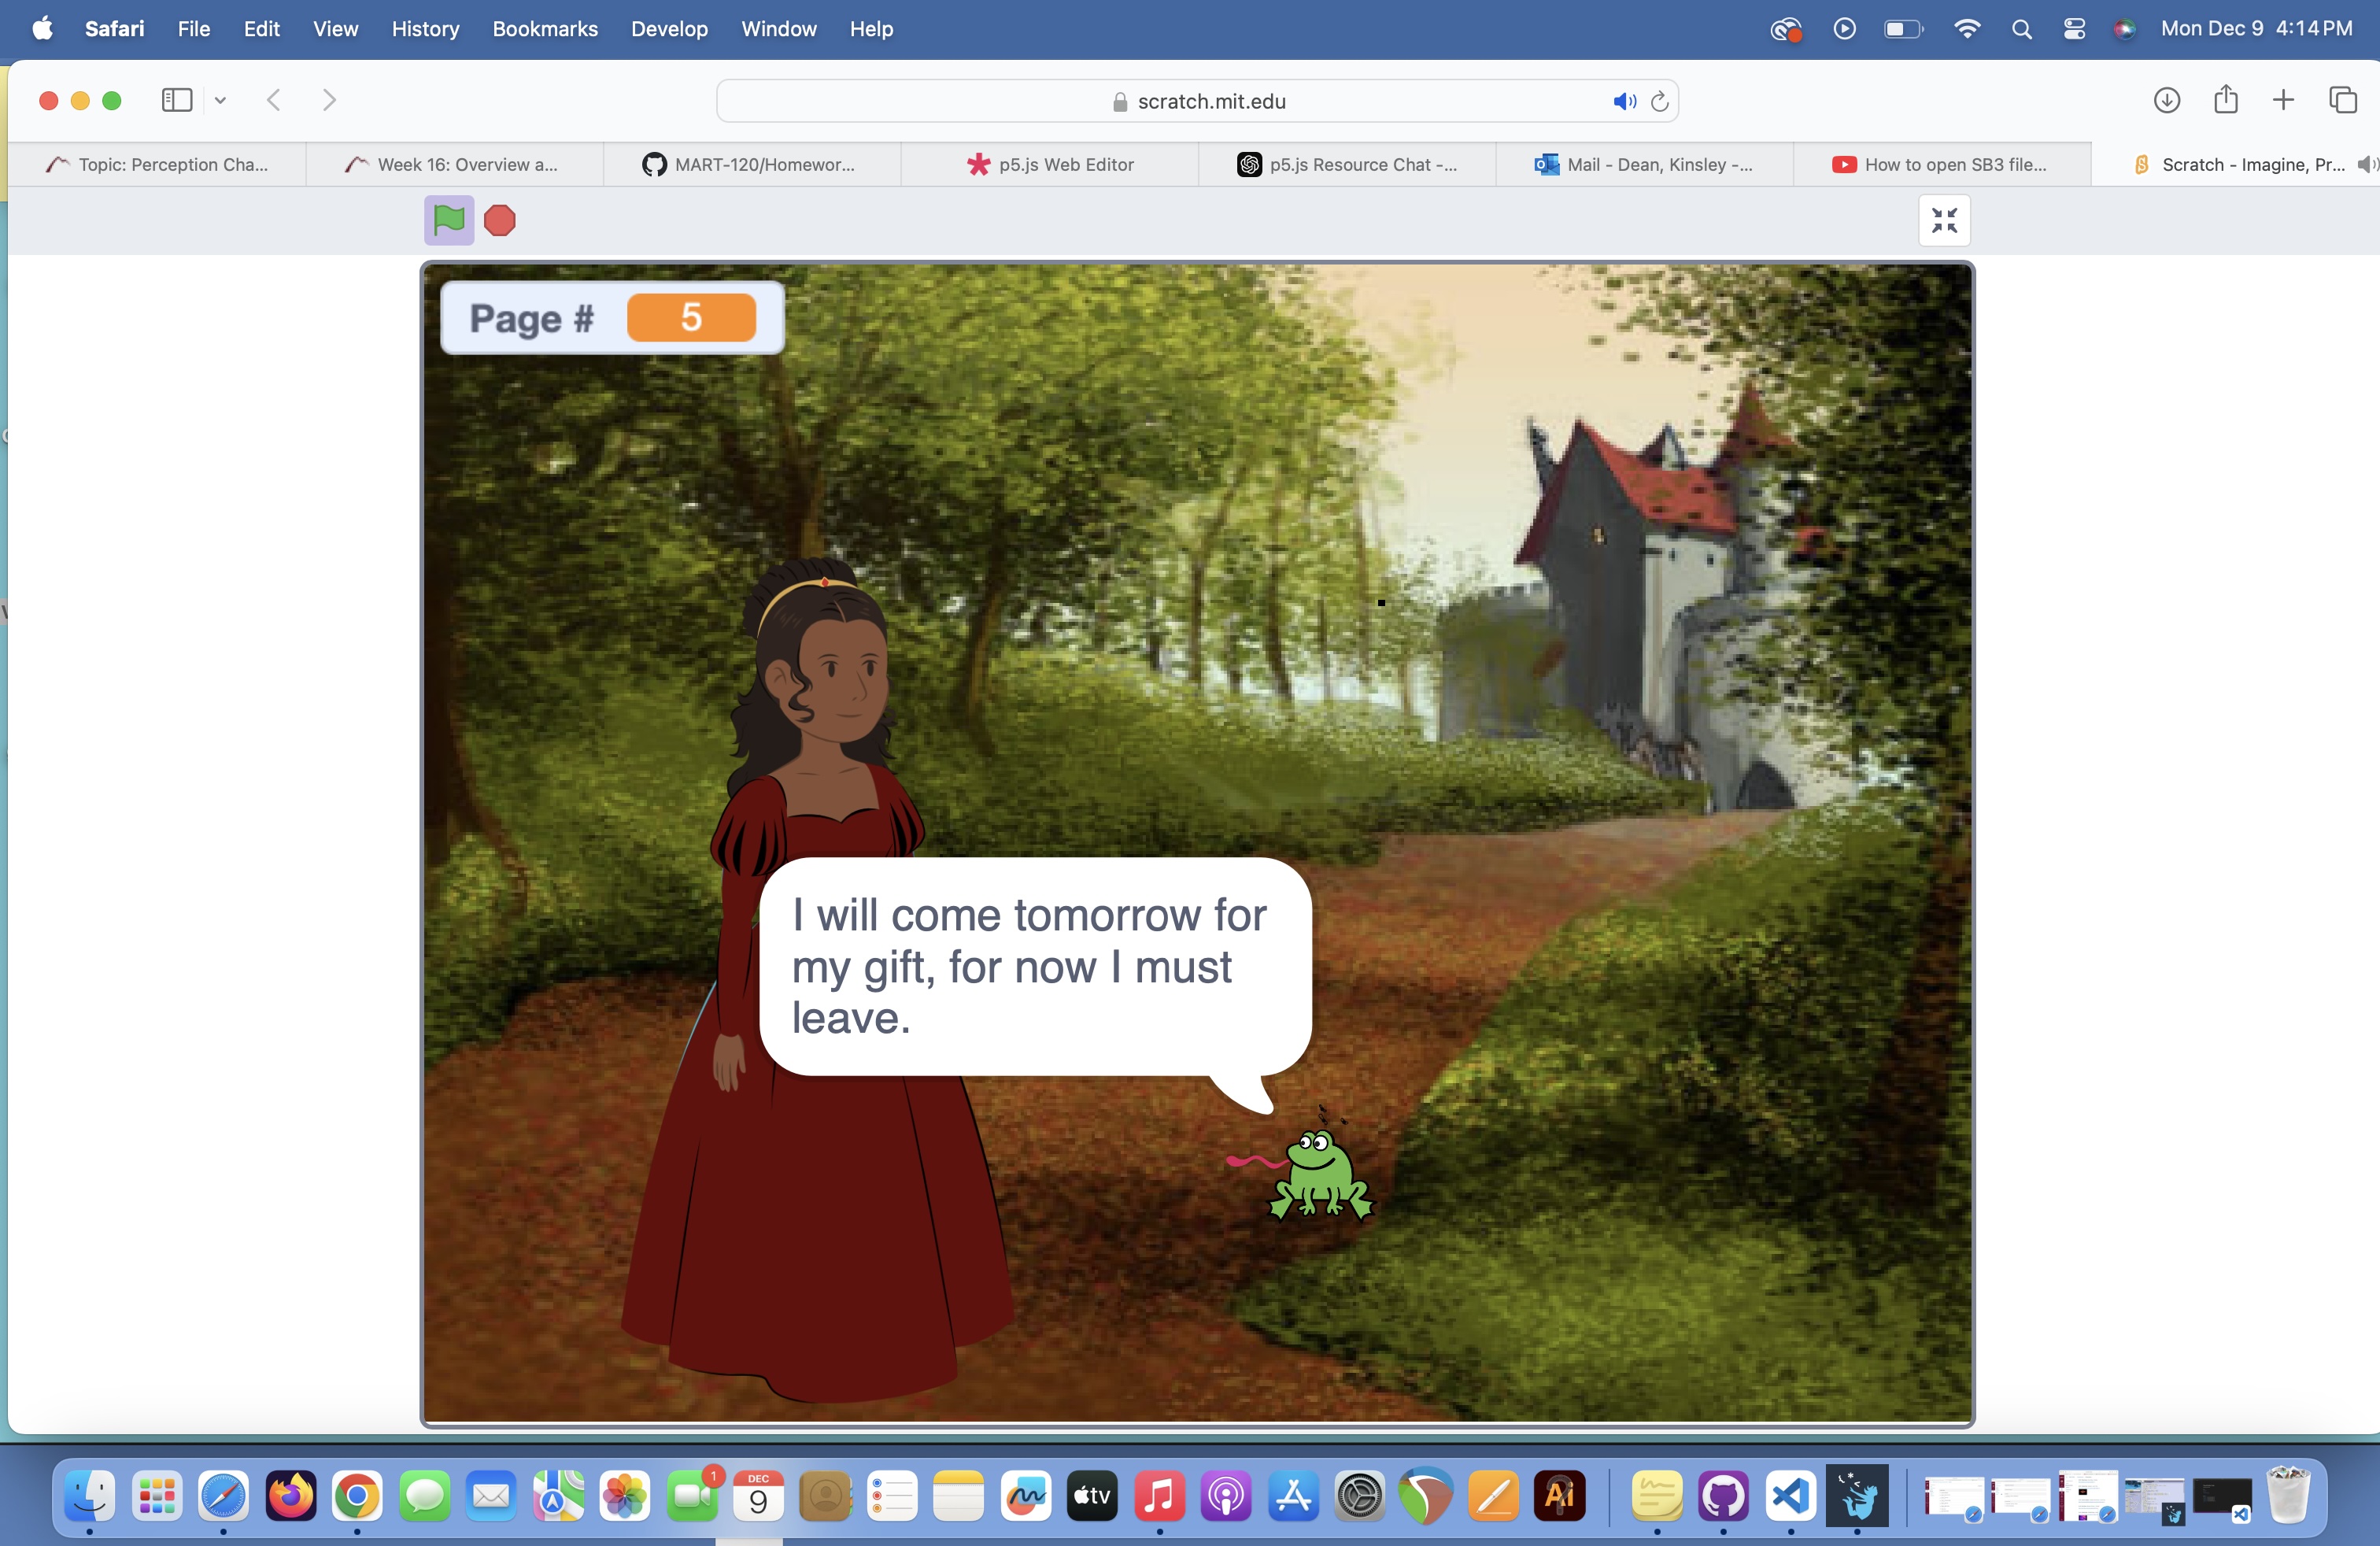 Safari File Edit View History Bookmarks Develop Window Help Mon Dec 9 4:14 PM
scratch.mit.edu
Topic: Perception Cha... Week 16: Overview a... MART-120/Homewor... p5.js Web Editor p5.js Resource Chat -... Mail - Dean, Kinsley -... How to open SB3 file... Scratch - Imagine, Pr...
Page # 5
I will come tomorrow for
my gift, for now I must
leave.
1
DEC
9
tv
Ai